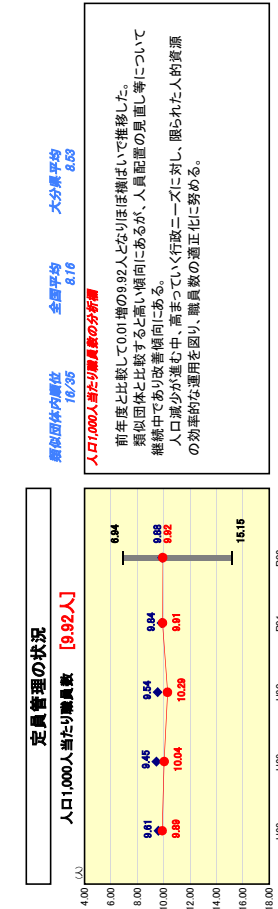 定員管理の状況
人口1,000人当たり職員数 [9.92人]
(人)
4.00
6.00
8.00
10.00
12.00
14.00
16.00
18.00
9.61
9.89
9.45
10.04
9.54
10.29
9.84
9.91
6.94
9.88
9.92
15.15
類似団体内順位
16/35
全国平均
8.16
大分県平均
8.53
人口1,000人当たり職員数の分析欄
前年度と比較して0.01増の9.92人となりほぼ横ばいで推移した。
類似団体と比較すると高い傾向にあるが、人員配置の見直し等について
継続中であり改善傾向にある。
人口減少が進む中、高まっていく行政ニーズに対し、限られた人的資源
の効率的な運用を図り、職員数の適正化に努める。